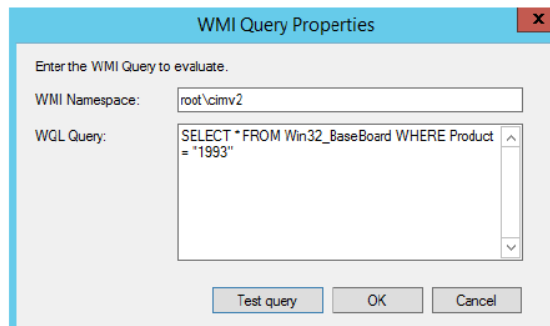 WMI Query Properties
x
Enter the WMI Query to evaluate.
WMI Namespace:
root\cimv2
WGL Query:
SELECT * FROM Win32_BaseBoard WHERE Product
= "1993"
Test query
OK
Cancel